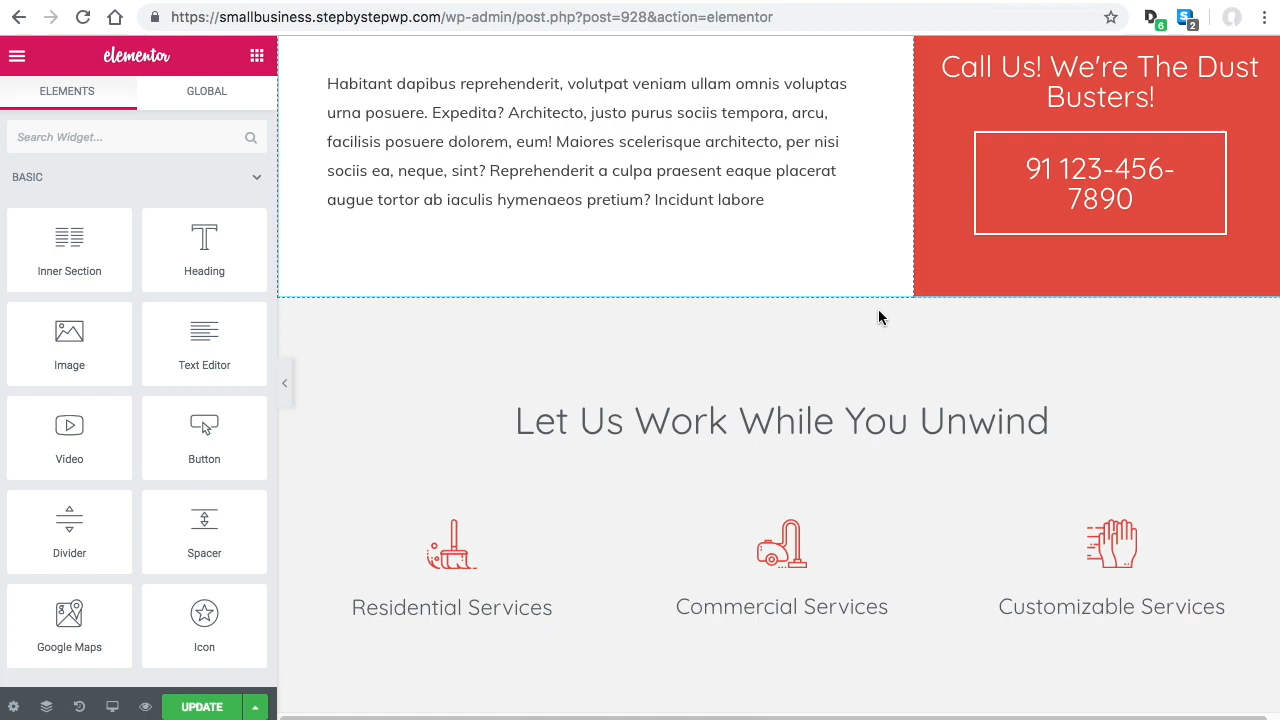 https://smallbusiness.stepbystepwp.com/wp-admin/post.php?post=928&action=elementor
6
2
elementor
ELEMENTS
GLOBAL
Search Widget...
BASIC
Inner Section
Heading
Image
Text Editor
Video
Button
Divider
Spacer
Google Maps
Icon
UPDATE
Habitant dapibus reprehenderit, volutpat veniam ullam omnis voluptas
urna posuere. Expedita? Architecto, justo purus sociis tempora, arcu,
facilisis posuere dolorem, eum! Maiores scelerisque architecto, per nisi
sociis ea, neque, sint? Reprehenderit a culpa praesent eaque placerat
augue tortor ab iaculis hymenaeos pretium? Incidunt labore
Call Us! We're The Dust
Busters!
91 123-456-
7890
Let Us Work While You Unwind
Residential Services
Commercial Services
Customizable Services